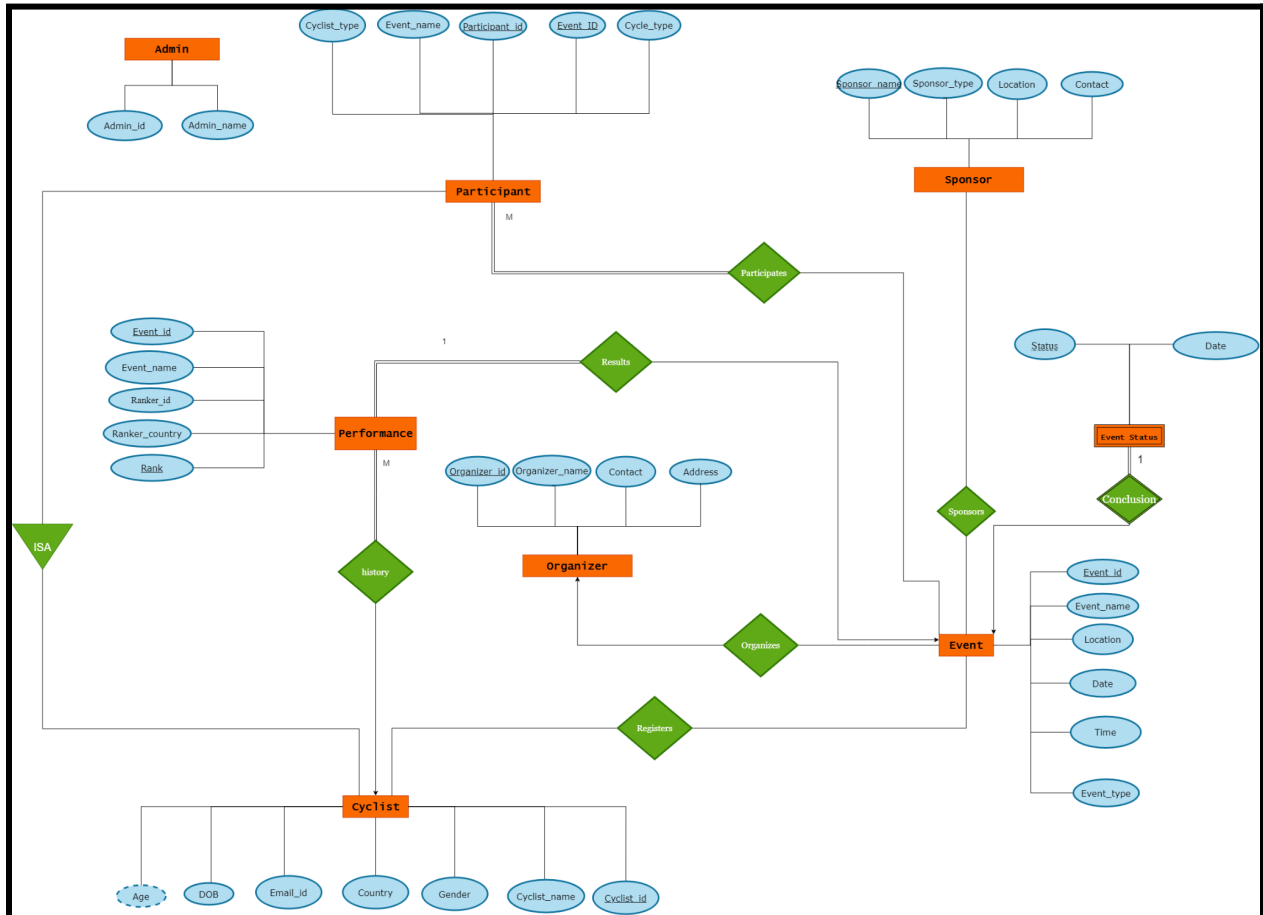 Cyclist_type
Event_name
Participant_id
Event_ID
Cycle_type
Admin
Admin_id
Admin_name
Sponsor_name
Sponsor_type
Location
Contact
Sponsor
Participant
M
Participates
Event_id
Event_name
Ranker_id
Ranker_country
Rank
1
Results
Performance
M
Status
Date
Event Status
1
Conclusion
Organizer_id
Organizer_name
Contact
Address
Sponsors
ISA
history
Organizer
Organizes
Event
Event_id
Event_name
Location
Date
Time
Event_type
Registers
Cyclist
Age
DOB
Email_id
Country
Gender
Cyclist_name
Cyclist_id